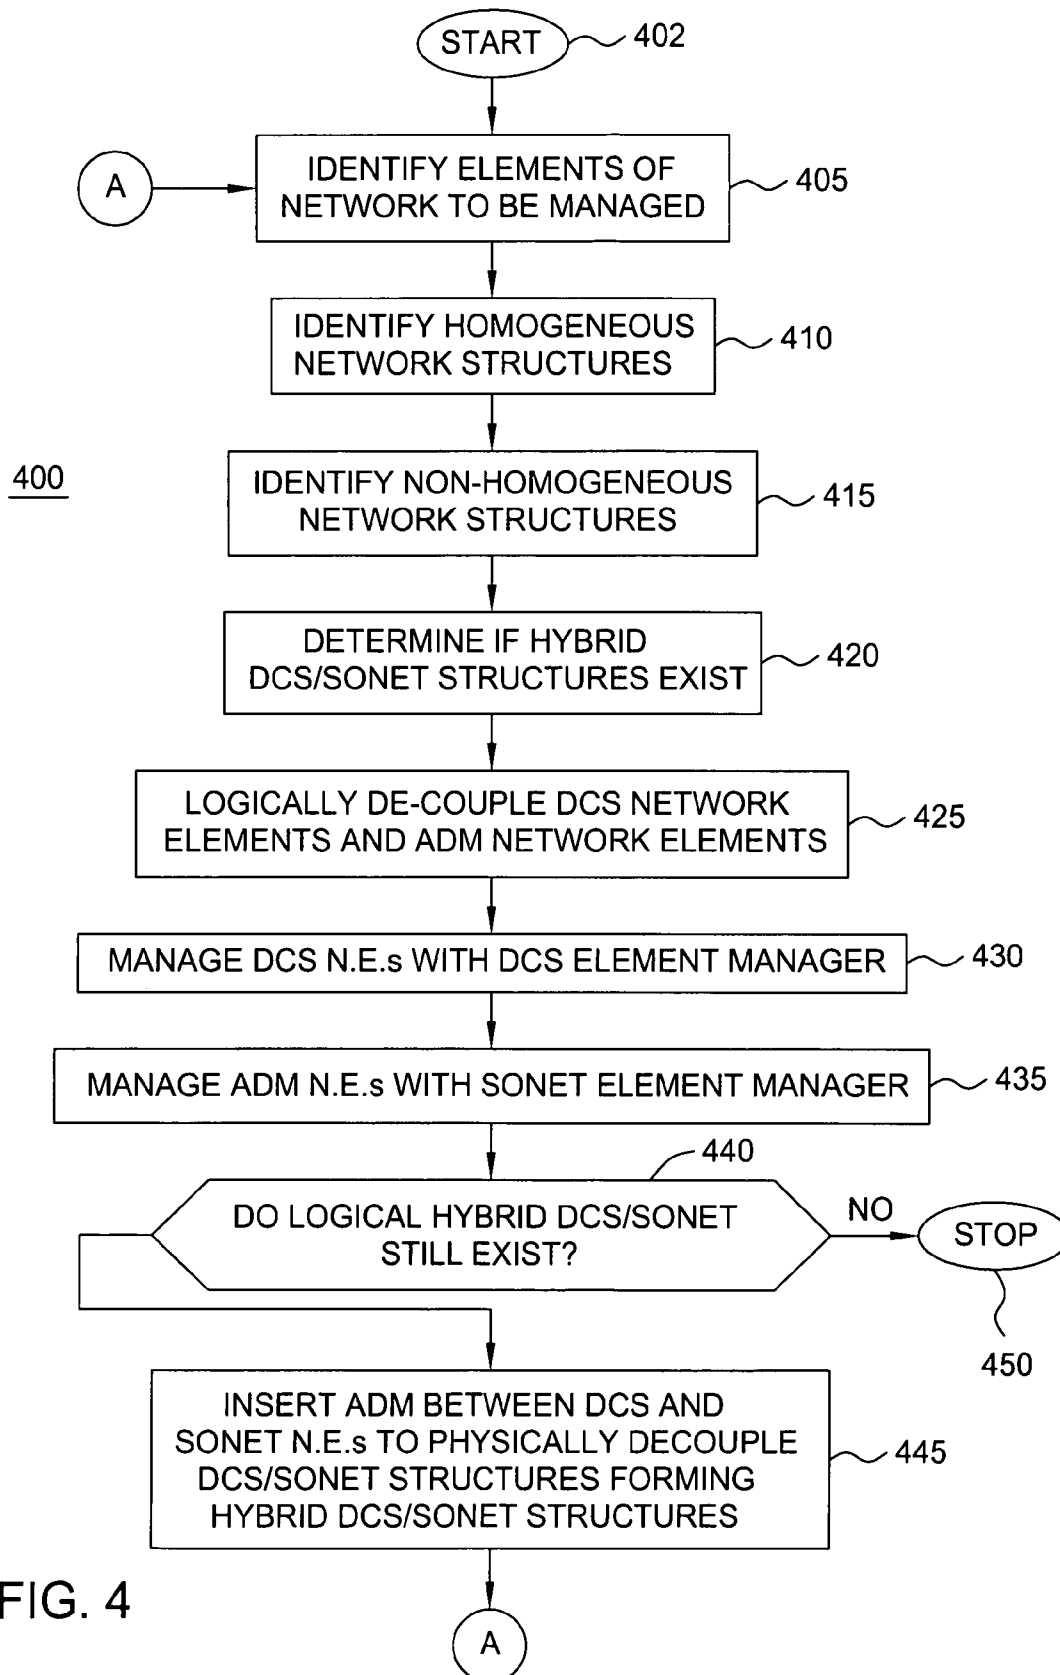 START
402
A
IDENTIFY ELEMENTS OF
NETWORK TO BE MANAGED
405
IDENTIFY HOMOGENEOUS
NETWORK STRUCTURES
410
400
IDENTIFY NON-HOMOGENEOUS
NETWORK STRUCTURES
415
DETERMINE IF HYBRID
DCS/SONET STRUCTURES EXIST
420
LOGICALLY DE-COUPLE DCS NETWORK
ELEMENTS AND ADM NETWORK ELEMENTS
425
MANAGE DCS N.E.s WITH DCS ELEMENT MANAGER
430
MANAGE ADM N.E.s WITH SONET ELEMENT MANAGER
435
440
DO LOGICAL HYBRID DCS/SONET
STILL EXIST?
NO
STOP
450
INSERT ADM BETWEEN DCS AND
SONET N.E.s TO PHYSICALLY DECOUPLE
DCS/SONET STRUCTURES FORMING
HYBRID DCS/SONET STRUCTURES
445
FIG. 4
A